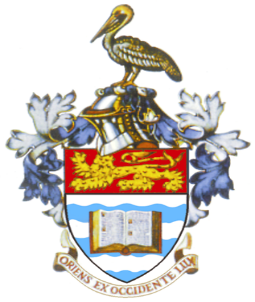 ORIENS EX OCCIDENTE LUX